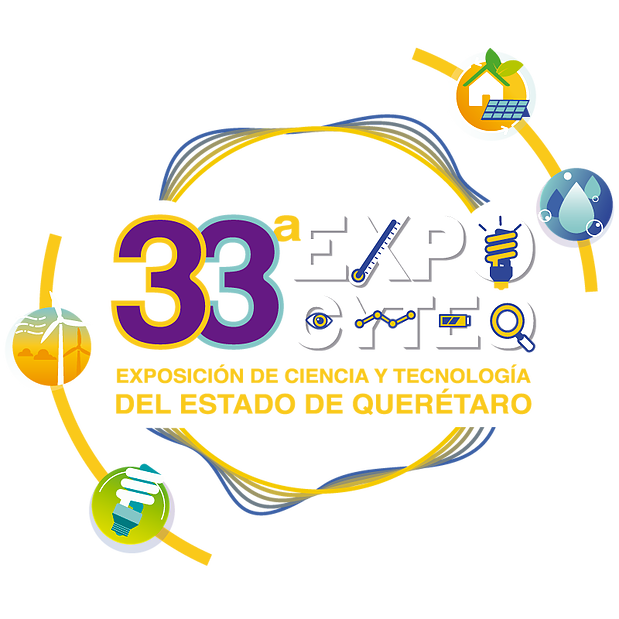 33ª EXPO
CYTEQ
EXPOSICIÓN DE CIENCIA Y TECNOLOGÍA
DEL ESTADO DE QUERÉTARO